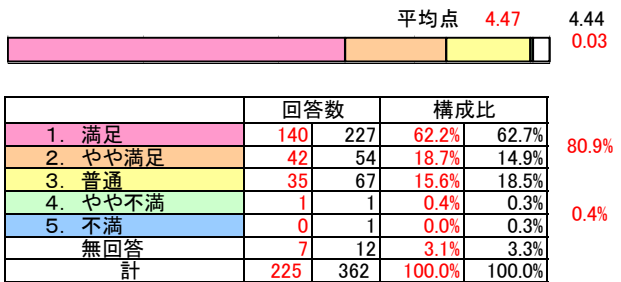 平均点 4.47 4.44
0.03
回答数 構成比
1. 満足 140 227 62.2% 62.7%
80.9%
2. やや満足 42 54 18.7% 14.9%
3. 普通 35 67 15.6% 18.5%
4. やや不満 1 1 0.4% 0.3%
0.4%
5. 不満 0 1 0.0% 0.3%
無回答 7 12 3.1% 3.3%
計 225 362 100.0% 100.0%